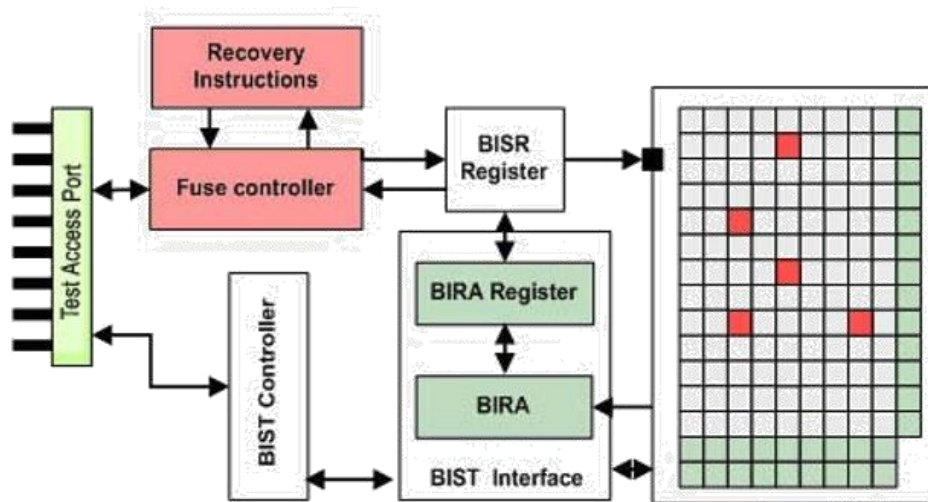 Recovery
Instructions
Fuse controller
BISR
Register
Test Access Port
BIRA Register
BIST Controller
BIRA
BIST Interface